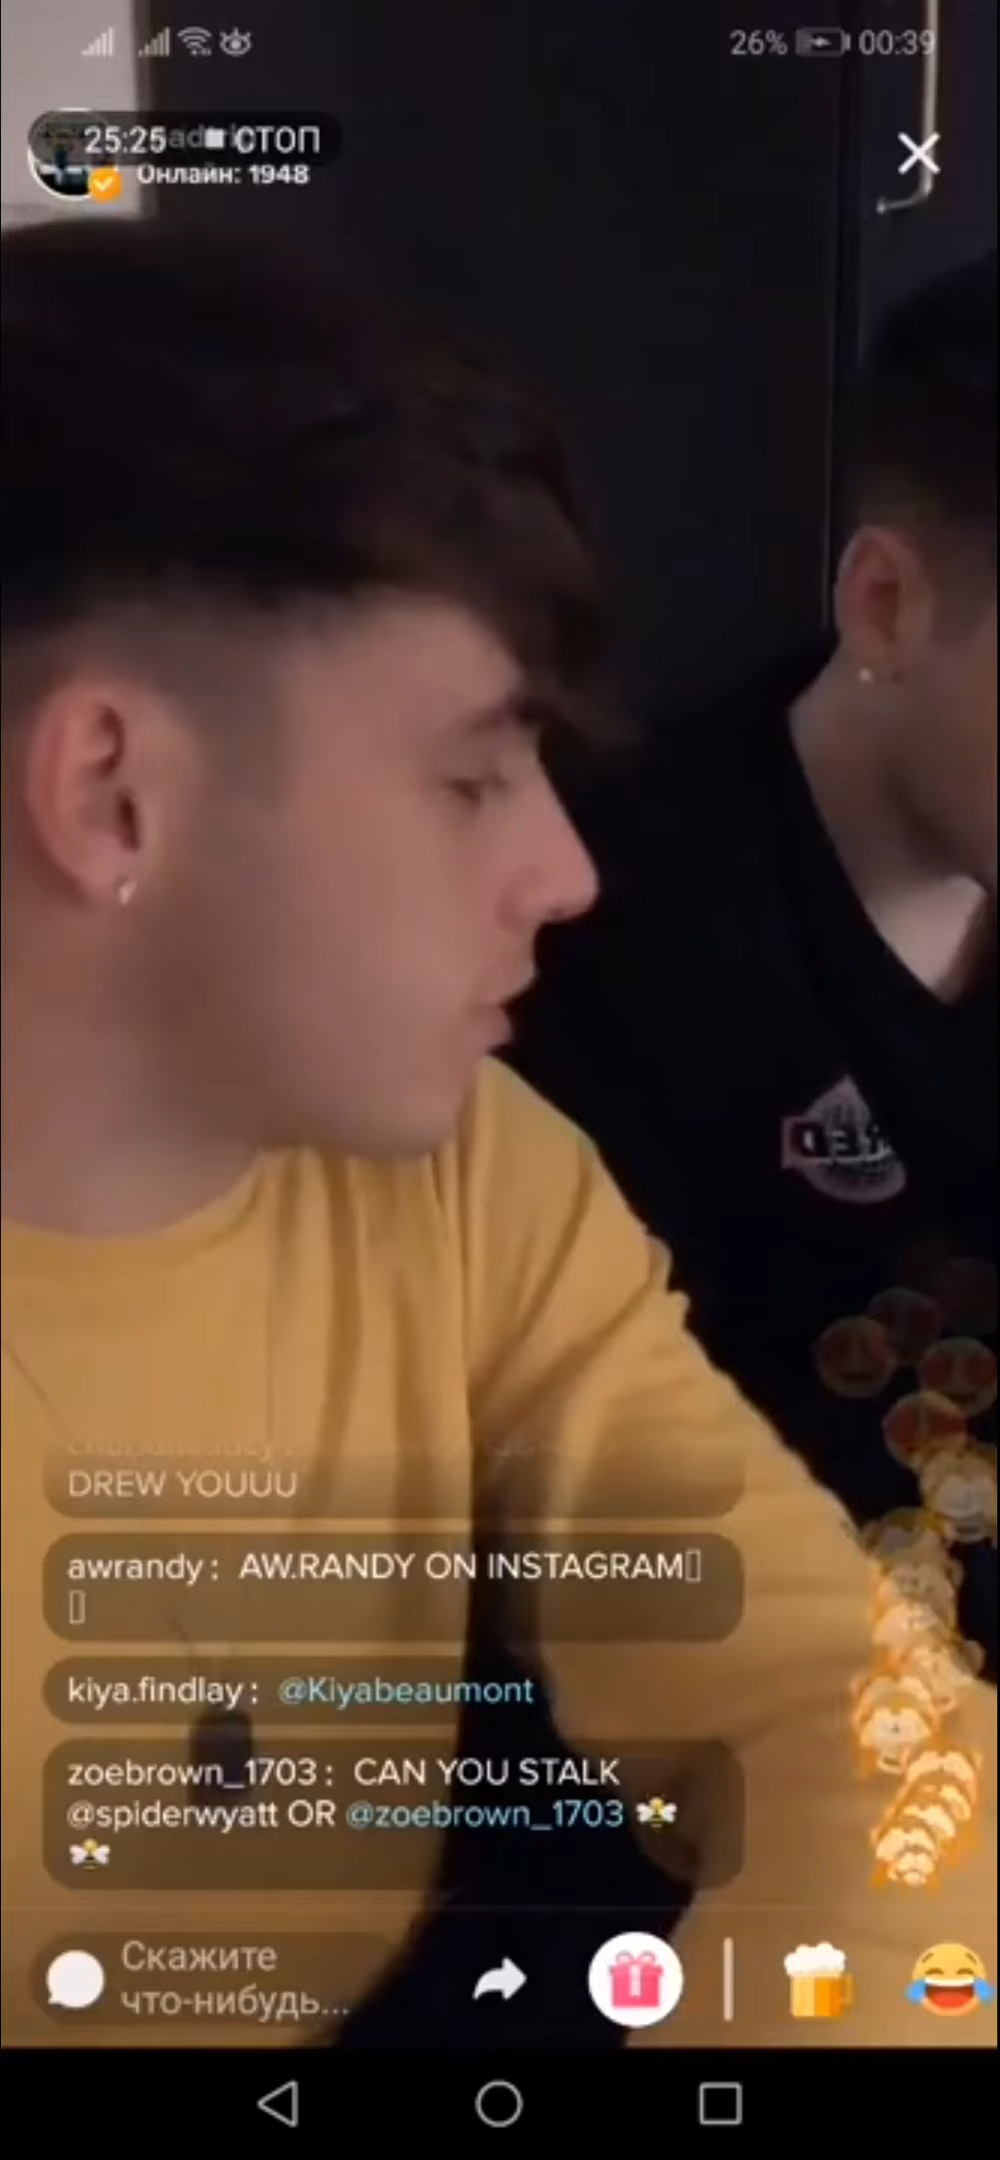 26% 00:39
25:25 СТОП
Онлайн: 1948
DREW YOUUU
awrandy: AW.RANDY ON INSTAGRAM
kiya.findlay: @Kiyabeaumont
zoebrown_1703: CAN YOU STALK
@spiderwyatt OR @zoebrown_1703
Скажите
что-нибудь...